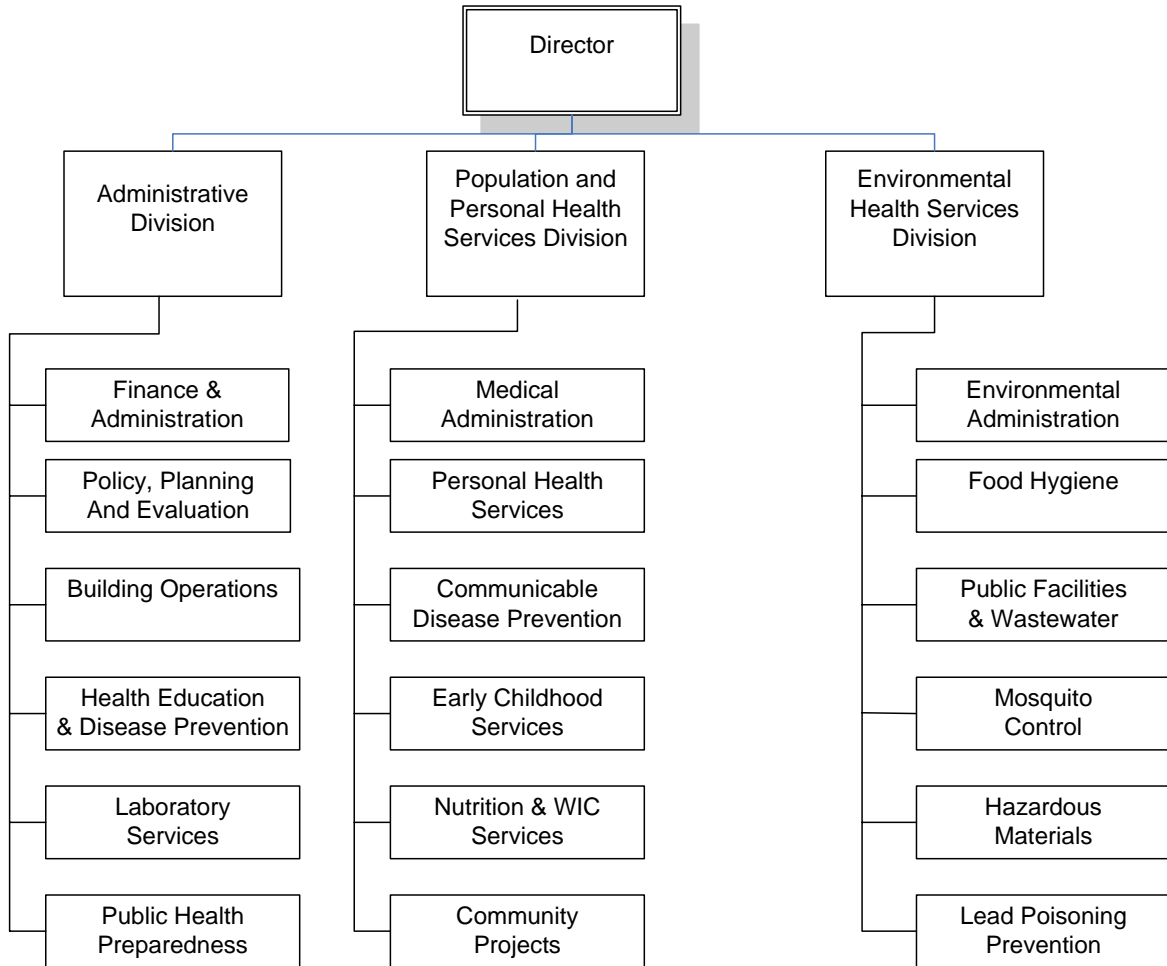 Director
Administrative
Division
Population and
Personal Health
Services Division
Environmental
Health Services
Division
Finance &
Administration
Policy, Planning
And Evaluation
Building Operations
Health Education
& Disease Prevention
Laboratory
Services
Public Health
Preparedness
Medical
Administration
Personal Health
Services
Communicable
Disease Prevention
Early Childhood
Services
Nutrition & WIC
Services
Community
Projects
Environmental
Administration
Food Hygiene
Public Facilities
& Wastewater
Mosquito
Control
Hazardous
Materials
Lead Poisoning
Prevention